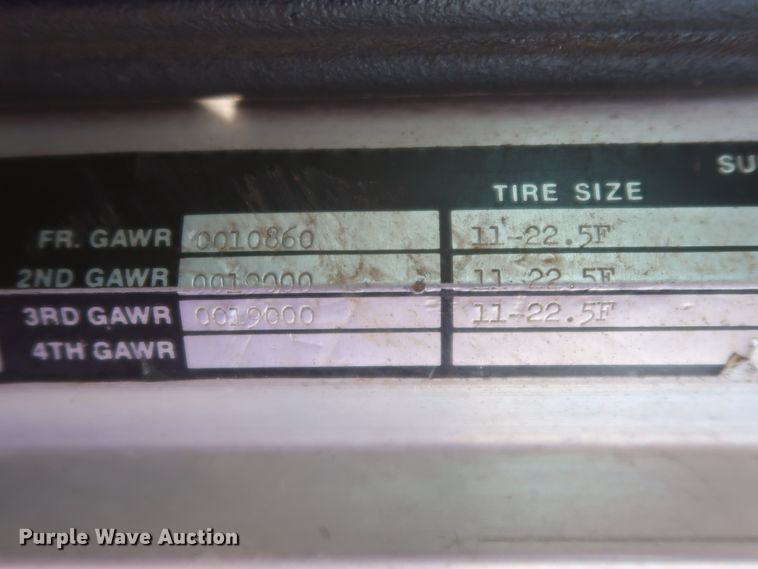 SU
TIRE SIZE
FR. GAWR 0010860 11-22.5F
2ND GAWR 0019000 11-22.5F
3RD GAWR 0019000 11-22.5F
4TH GAWR
Purple Wave Auction